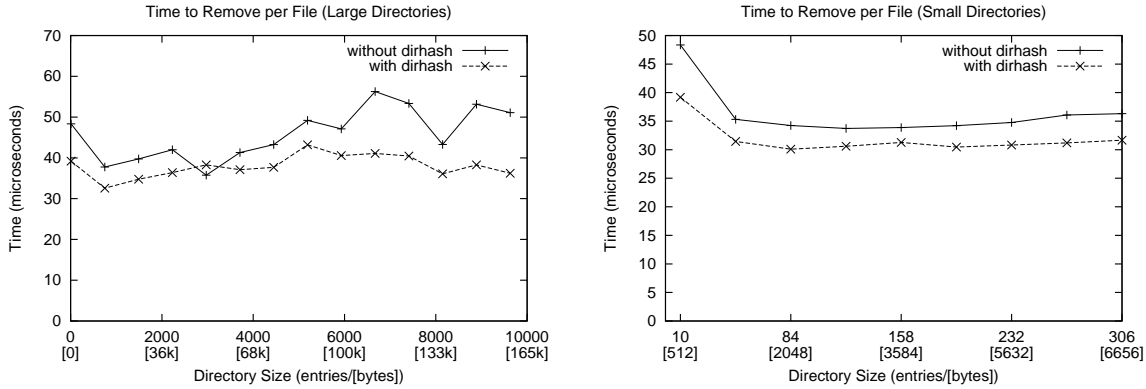 Time to Remove per File (Large Directories)
70
60
50
40
30
20
10
0
Time (microseconds)
without dirhash
with dirhash
0 2000 4000 6000 8000 10000
[0] [36k] [68k] [100k] [133k] [165k]
Directory Size (entries/[bytes])
Time to Remove per File (Small Directories)
50
45
40
35
30
25
20
15
10
5
0
Time (microseconds)
without dirhash
with dirhash
10 84 158 232 306
[512] [2048] [3584] [5632] [6656]
Directory Size (entries/[bytes])